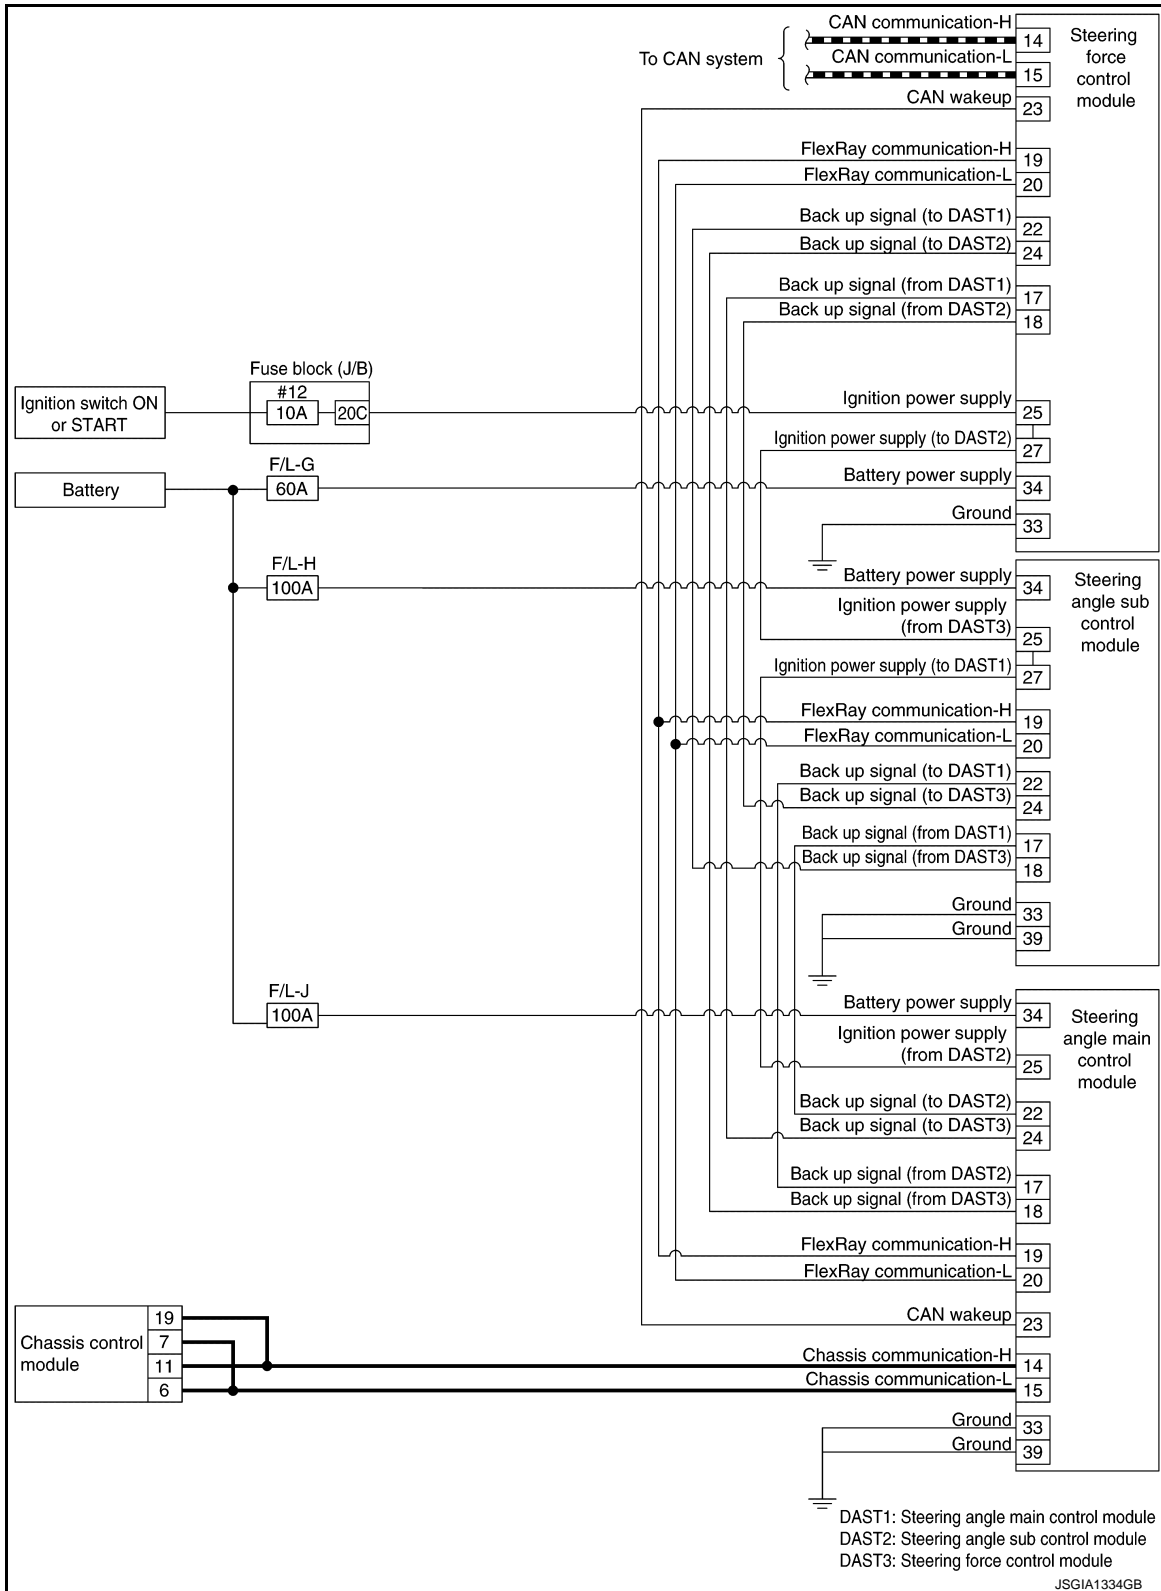 CAN communication-H
14
Steering
force
control
module
To CAN system
CAN communication-L
15
CAN wakeup
23
FlexRay communication-H
19
FlexRay communication-L
20
Back up signal (to DAST1)
22
Back up signal (to DAST2)
24
Back up signal (from DAST1)
17
Back up signal (from DAST2)
18
Fuse block (J/B)
Ignition switch ON
or START
#12
10A
20C
Ignition power supply
25
Ignition power supply (to DAST2)
27
Battery
F/L-G
60A
Battery power supply
34
Ground
33
F/L-H
100A
Battery power supply
34
Steering
angle sub
control
module
Ignition power supply
(from DAST3)
25
Ignition power supply (to DAST1)
27
FlexRay communication-H
19
FlexRay communication-L
20
Back up signal (to DAST1)
22
Back up signal (to DAST3)
24
Back up signal (from DAST1)
17
Back up signal (from DAST3)
18
Ground
33
Ground
39
F/L-J
100A
Battery power supply
34
Steering
angle main
control
module
Ignition power supply
(from DAST2)
25
Back up signal (to DAST2)
22
Back up signal (to DAST3)
24
Back up signal (from DAST2)
17
Back up signal (from DAST3)
18
FlexRay communication-H
19
FlexRay communication-L
20
CAN wakeup
23
Chassis control
module
19
7
11
6
Chassis communication-H
14
Chassis communication-L
15
Ground
33
Ground
39
DAST1: Steering angle main control module
DAST2: Steering angle sub control module
DAST3: Steering force control module
JSGIA1334GB